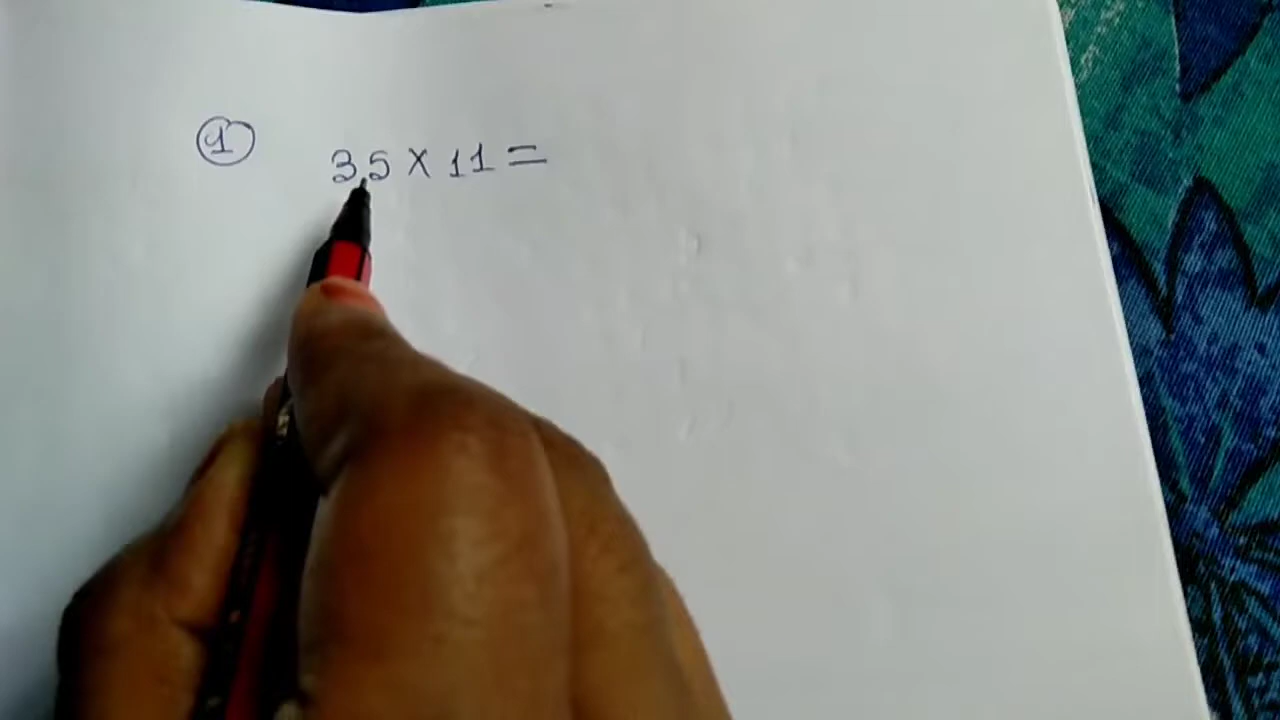 ① 35 × 11 =